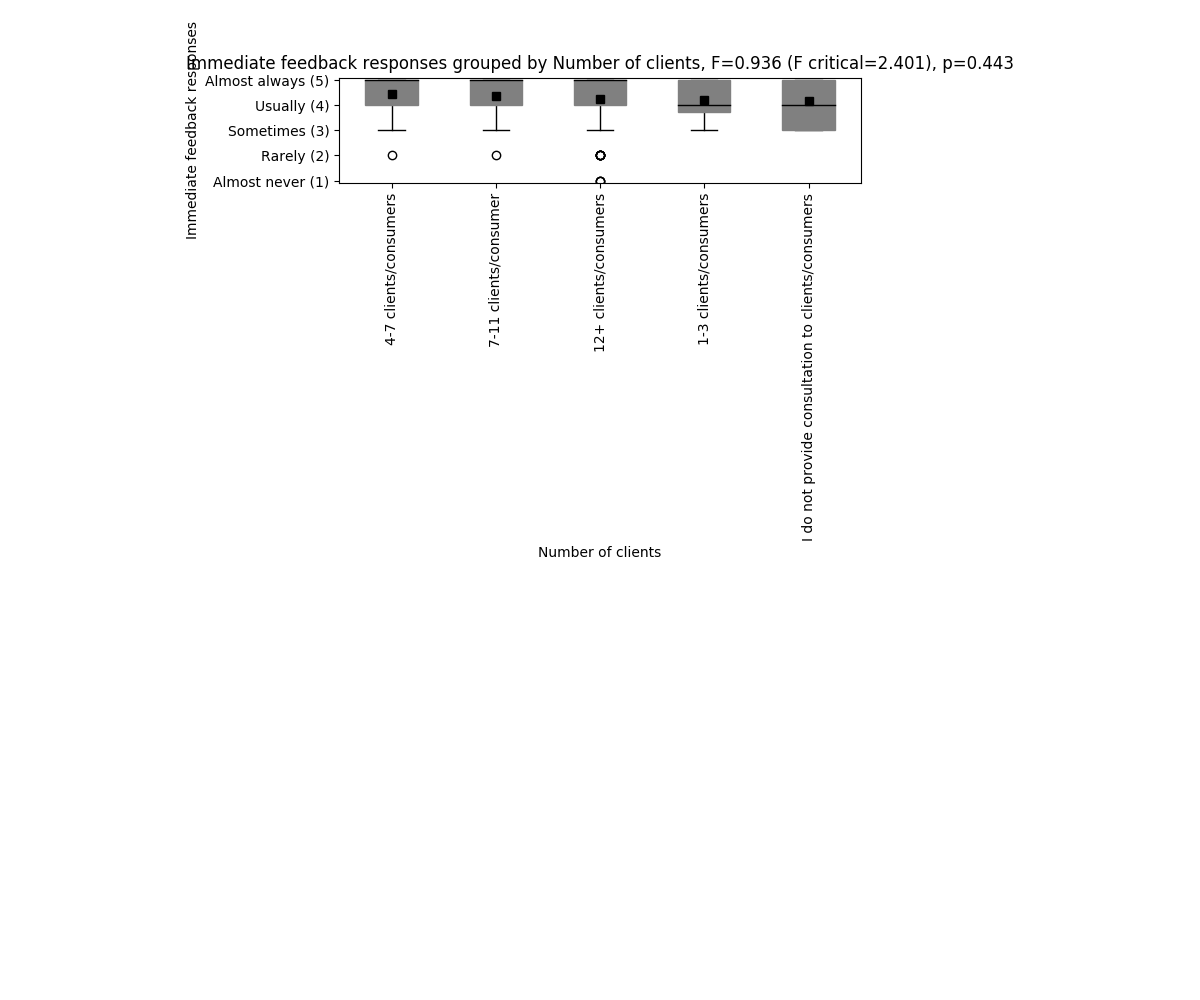 Immediate feedback responses grouped by Number of clients, F=0.936 (F critical=2.401), p=0.443
Immediate feedback responses
Almost always (5)
Usually (4)
Sometimes (3)
Rarely (2)
Almost never (1)
4-7 clients/consumers
7-11 clients/consumer
12+ clients/consumers
1-3 clients/consumers
I do not provide consultation to clients/consumers
Number of clients